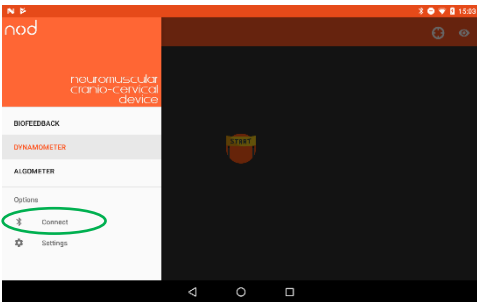 15:03
nod
neuromuscular
cranio-cervical
device
BIOFEEDBACK
DYNAMOMETER
START
ALGOMETER
Options
Connect
Settings